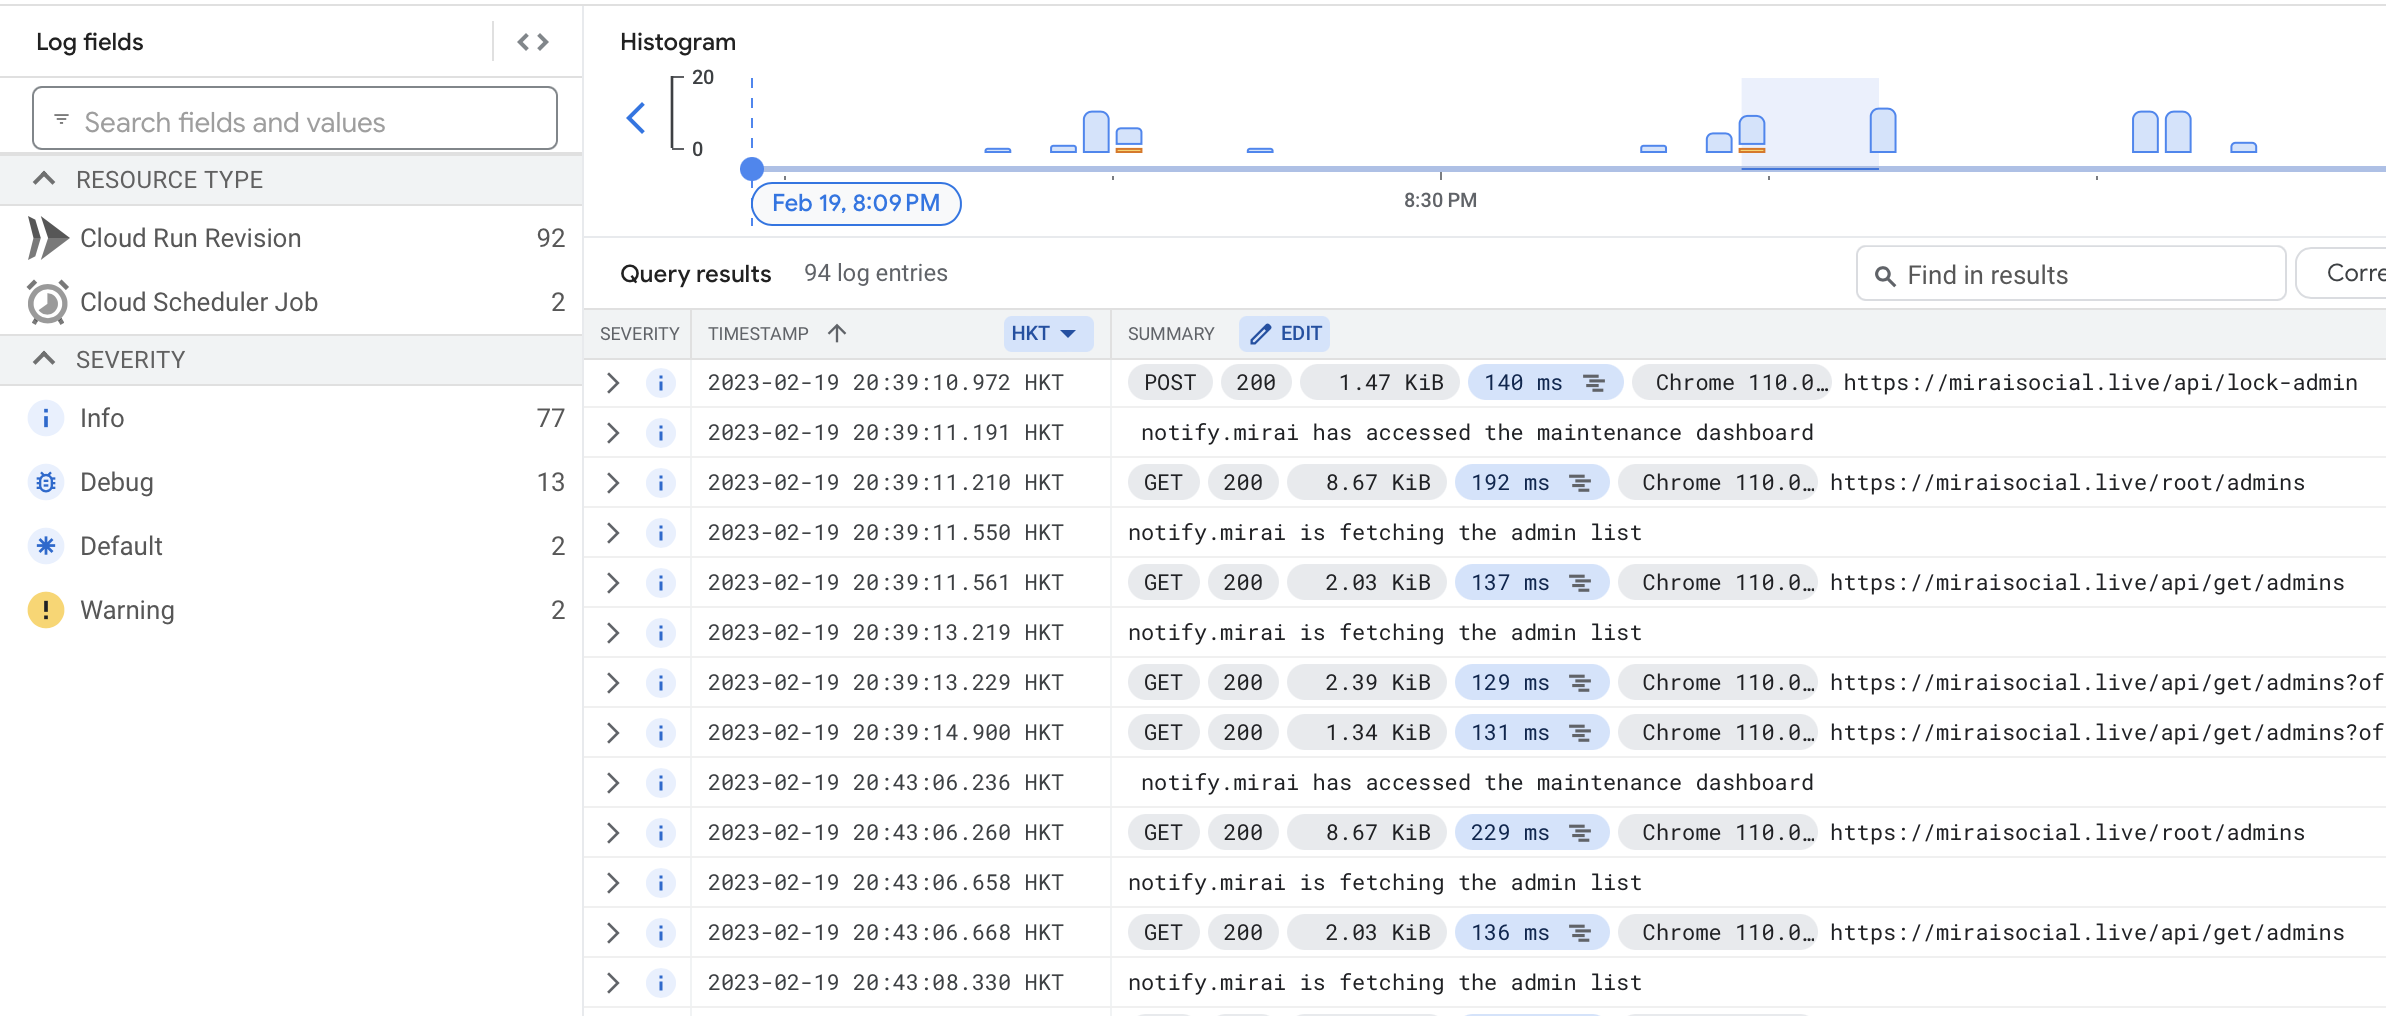 Log fields
Search fields and values
RESOURCE TYPE
Cloud Run Revision 92
Cloud Scheduler Job 2
SEVERITY
Info 77
Debug 13
Default 2
Warning 2
Histogram
20
0
Feb 19, 8:09 PM
8:30 PM
Query results 94 log entries
Find in results
Corre
SEVERITY TIMESTAMP HKT SUMMARY EDIT
2023-02-19 20:39:10.972 HKT POST 200 1.47 KiB 140 ms Chrome 110.0… https://miraisocial.live/api/lock-admin
2023-02-19 20:39:11.191 HKT notify.mirai has accessed the maintenance dashboard
2023-02-19 20:39:11.210 HKT GET 200 8.67 KiB 192 ms Chrome 110.0… https://miraisocial.live/root/admins
2023-02-19 20:39:11.550 HKT notify.mirai is fetching the admin list
2023-02-19 20:39:11.561 HKT GET 200 2.03 KiB 137 ms Chrome 110.0… https://miraisocial.live/api/get/admins
2023-02-19 20:39:13.219 HKT notify.mirai is fetching the admin list
2023-02-19 20:39:13.229 HKT GET 200 2.39 KiB 129 ms Chrome 110.0… https://miraisocial.live/api/get/admins?of
2023-02-19 20:39:14.900 HKT GET 200 1.34 KiB 131 ms Chrome 110.0… https://miraisocial.live/api/get/admins?of
2023-02-19 20:43:06.236 HKT notify.mirai has accessed the maintenance dashboard
2023-02-19 20:43:06.260 HKT GET 200 8.67 KiB 229 ms Chrome 110.0… https://miraisocial.live/root/admins
2023-02-19 20:43:06.658 HKT notify.mirai is fetching the admin list
2023-02-19 20:43:06.668 HKT GET 200 2.03 KiB 136 ms Chrome 110.0… https://miraisocial.live/api/get/admins
2023-02-19 20:43:08.330 HKT notify.mirai is fetching the admin list